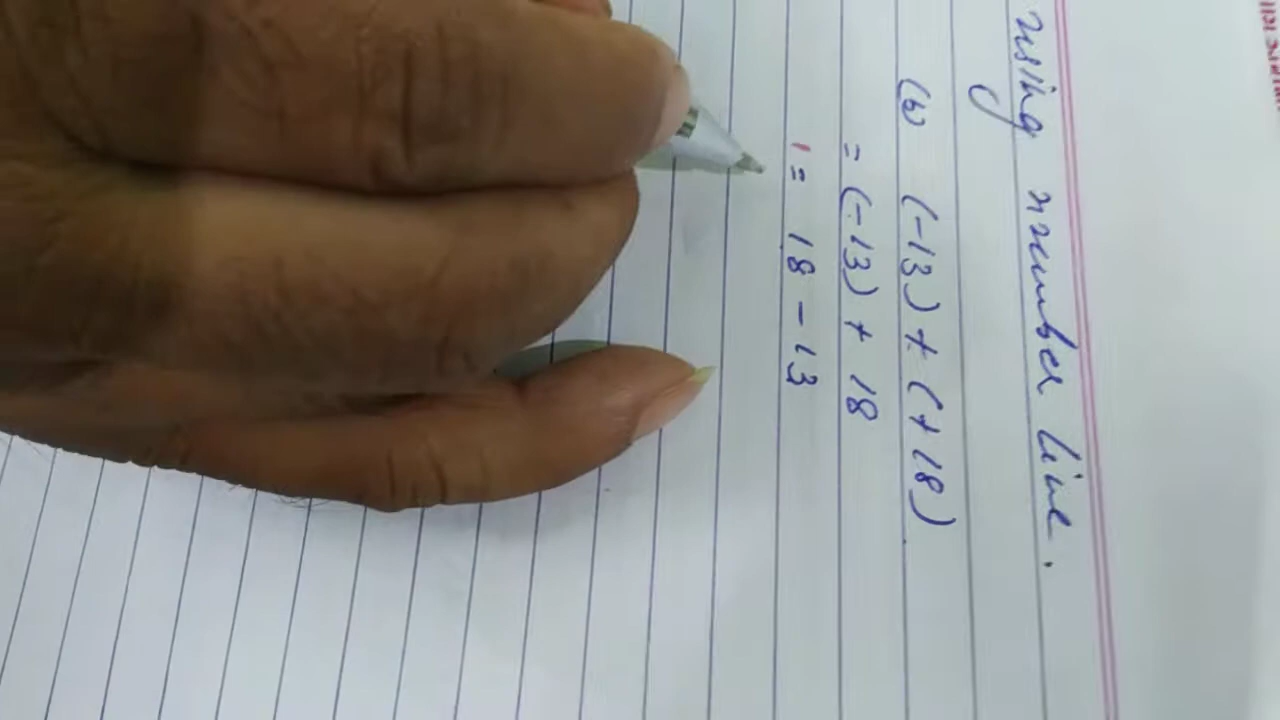 using number line.
(b) (-13) + (+18)
= (-13) + 18
= 18 - 13